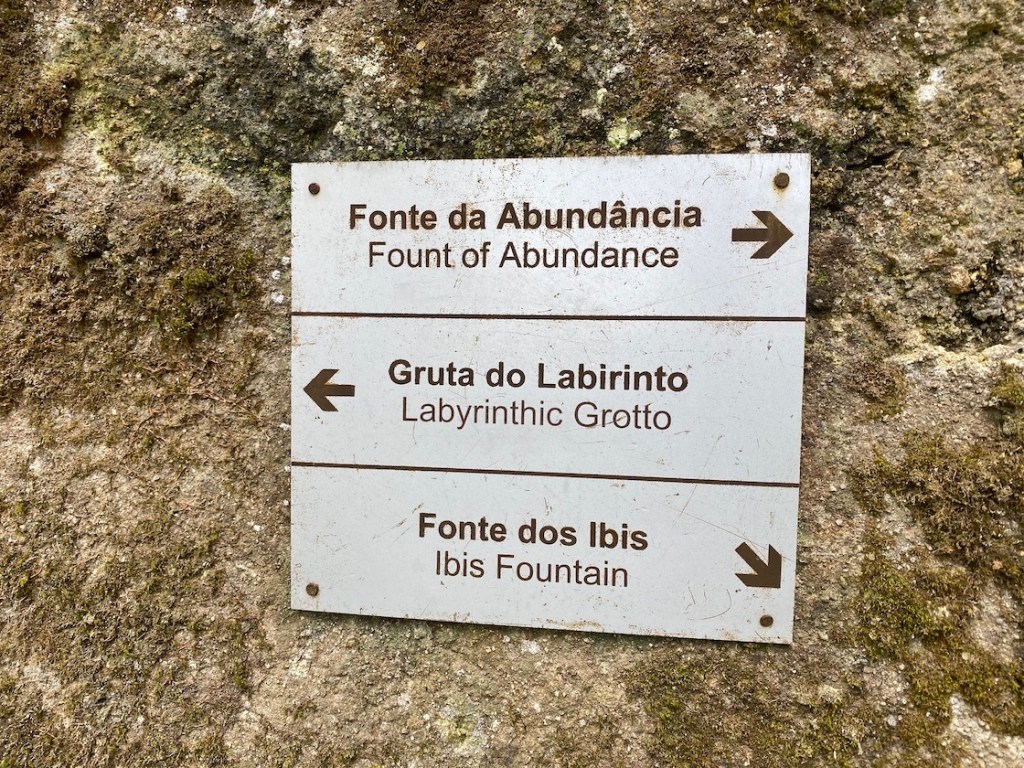 Fonte da Abundância
Fount of Abundance
Gruta do Labirinto
Labyrinthic Grotto
Fonte dos Ibis
Ibis Fountain